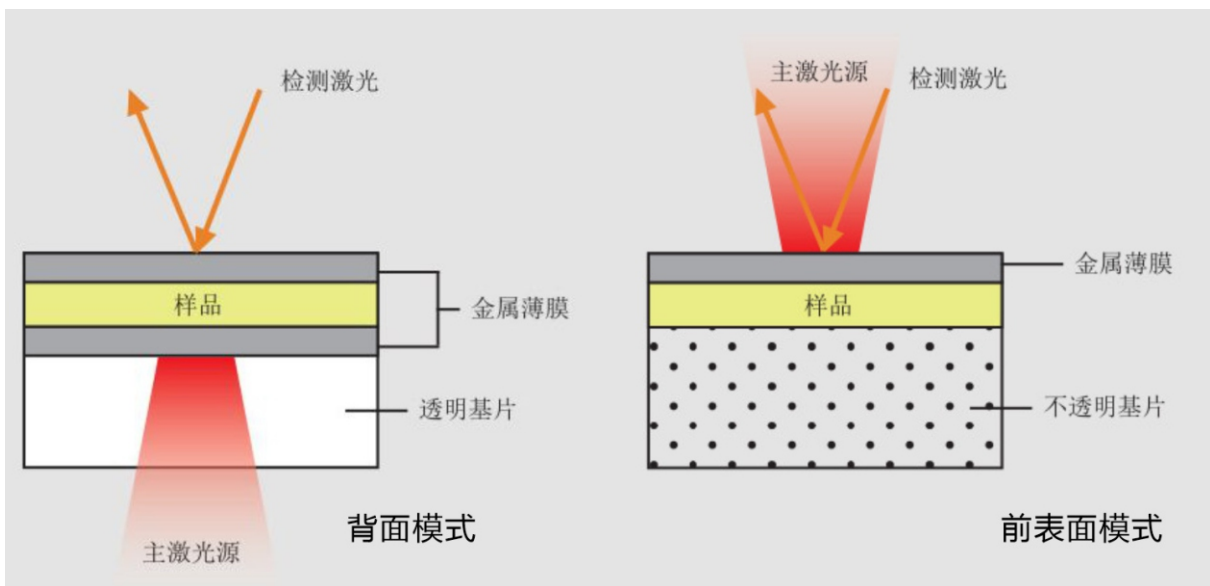 检测激光
样品
金属薄膜
透明基片
主激光源
背面模式
主激光源
检测激光
金属薄膜
样品
不透明基片
前表面模式